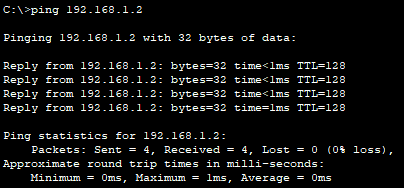 C:\>ping 192.168.1.2
Pinging 192.168.1.2 with 32 bytes of data:
Reply from 192.168.1.2: bytes=32 time<1ms TTL=128
Reply from 192.168.1.2: bytes=32 time<1ms TTL=128
Reply from 192.168.1.2: bytes=32 time<1ms TTL=128
Reply from 192.168.1.2: bytes=32 time=1ms TTL=128
Ping statistics for 192.168.1.2:
Packets: Sent = 4, Received = 4, Lost = 0 (0% loss),
Approximate round trip times in milli-seconds:
Minimum = 0ms, Maximum = 1ms, Average = 0ms